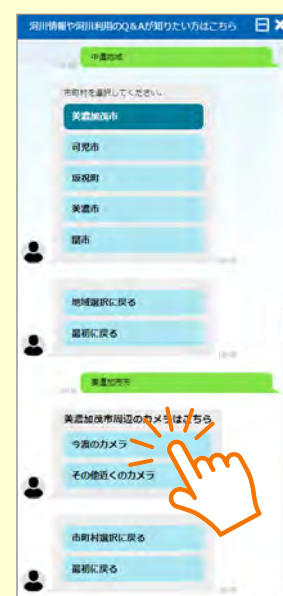 河川情報や河川利用のQ&Aが知りたい方はこちら
中濃地域
市町村を選択してください。
美濃加茂市
可児市
坂祝町
美濃市
関市
地域選択に戻る
最初に戻る
美濃加茂市
美濃加茂市周辺のカメラはこちら
今渡のカメラ
その他近くのカメラ
市町村選択に戻る
最初に戻る